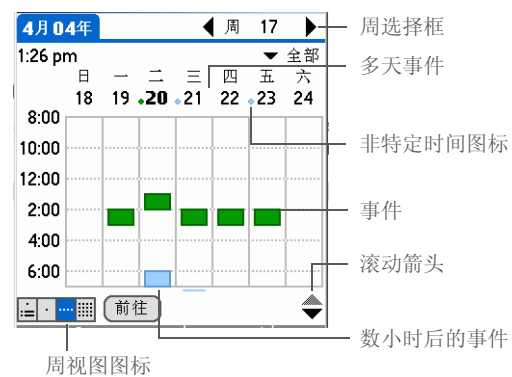 4月04年
周 17
周选择框
1:26 pm
全部
多天事件
日 一 二 三 四 五 六
18 19 20 21 22 23 24
8:00
10:00
非特定时间图标
12:00
2:00
事件
4:00
6:00
滚动箭头
前往
数小时后的事件
周视图图标